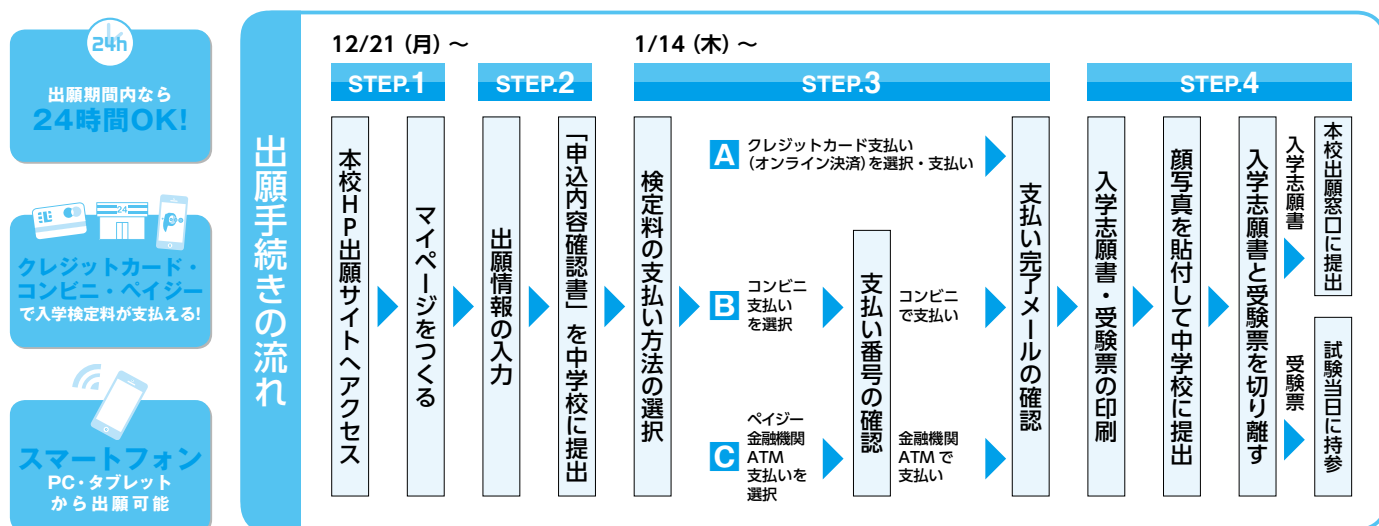 24h
出願期間内なら
24時間OK!
24
クレジットカード・
コンビニ・ペイジー
で入学検定料が支払える!
スマートフォン
PC・タブレット
から出願可能
出願手続きの流れ
12/21（月）～
STEP.1
本校HP出願サイトへアクセス
マイページをつくる
STEP.2
出願情報の入力
「申込内容確認書」を中学校に提出
1/14（木）～
STEP.3
検定料の支払い方法の選択
A
クレジットカード支払い
（オンライン決済）を選択・支払い
B
コンビニ
支払い
を選択
C
ペイジー
金融機関
ATM
支払いを
選択
支払い番号の確認
コンビニ
で支払い
金融機関
ATMで
支払い
支払い完了メールの確認
STEP.4
入学志願書・受験票の印刷
顔写真を貼付して中学校に提出
入学志願書と受験票を切り離す
入学志願書
本校出願窓口に提出
受験票
試験当日に持参